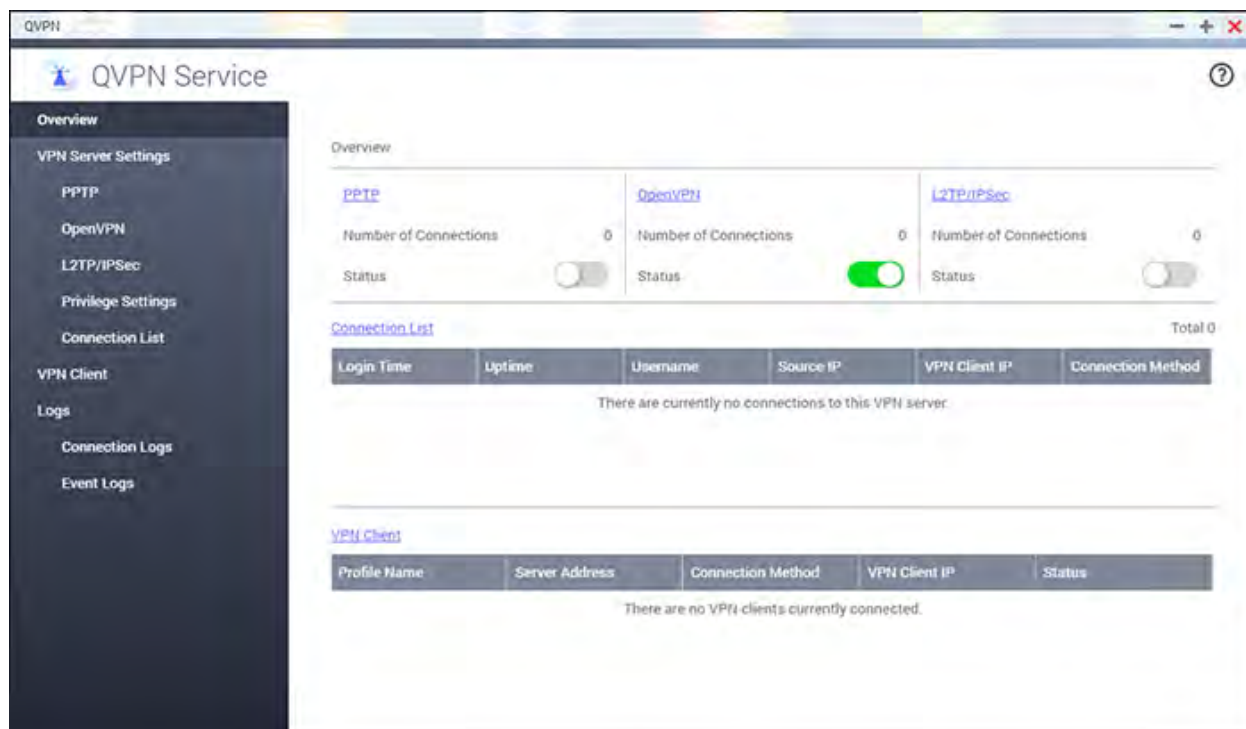 QVPN
QVPN Service
Overview
VPN Server Settings
PPTP
OpenVPN
L2TP/IPSec
Privilege Settings
Connection List
VPN Client
Logs
Connection Logs
Event Logs
Overview
PPTP OpenVPN L2TP/IPSec
Number of Connections 0 Number of Connections 0 Number of Connections 0
Status Status Status
Connection List Total 0
Login Time Uptime Username Source IP VPN Client IP Connection Method
There are currently no connections to this VPN server.
VPN Client
Profile Name Server Address Connection Method VPN Client IP Status
There are no VPN clients currently connected.